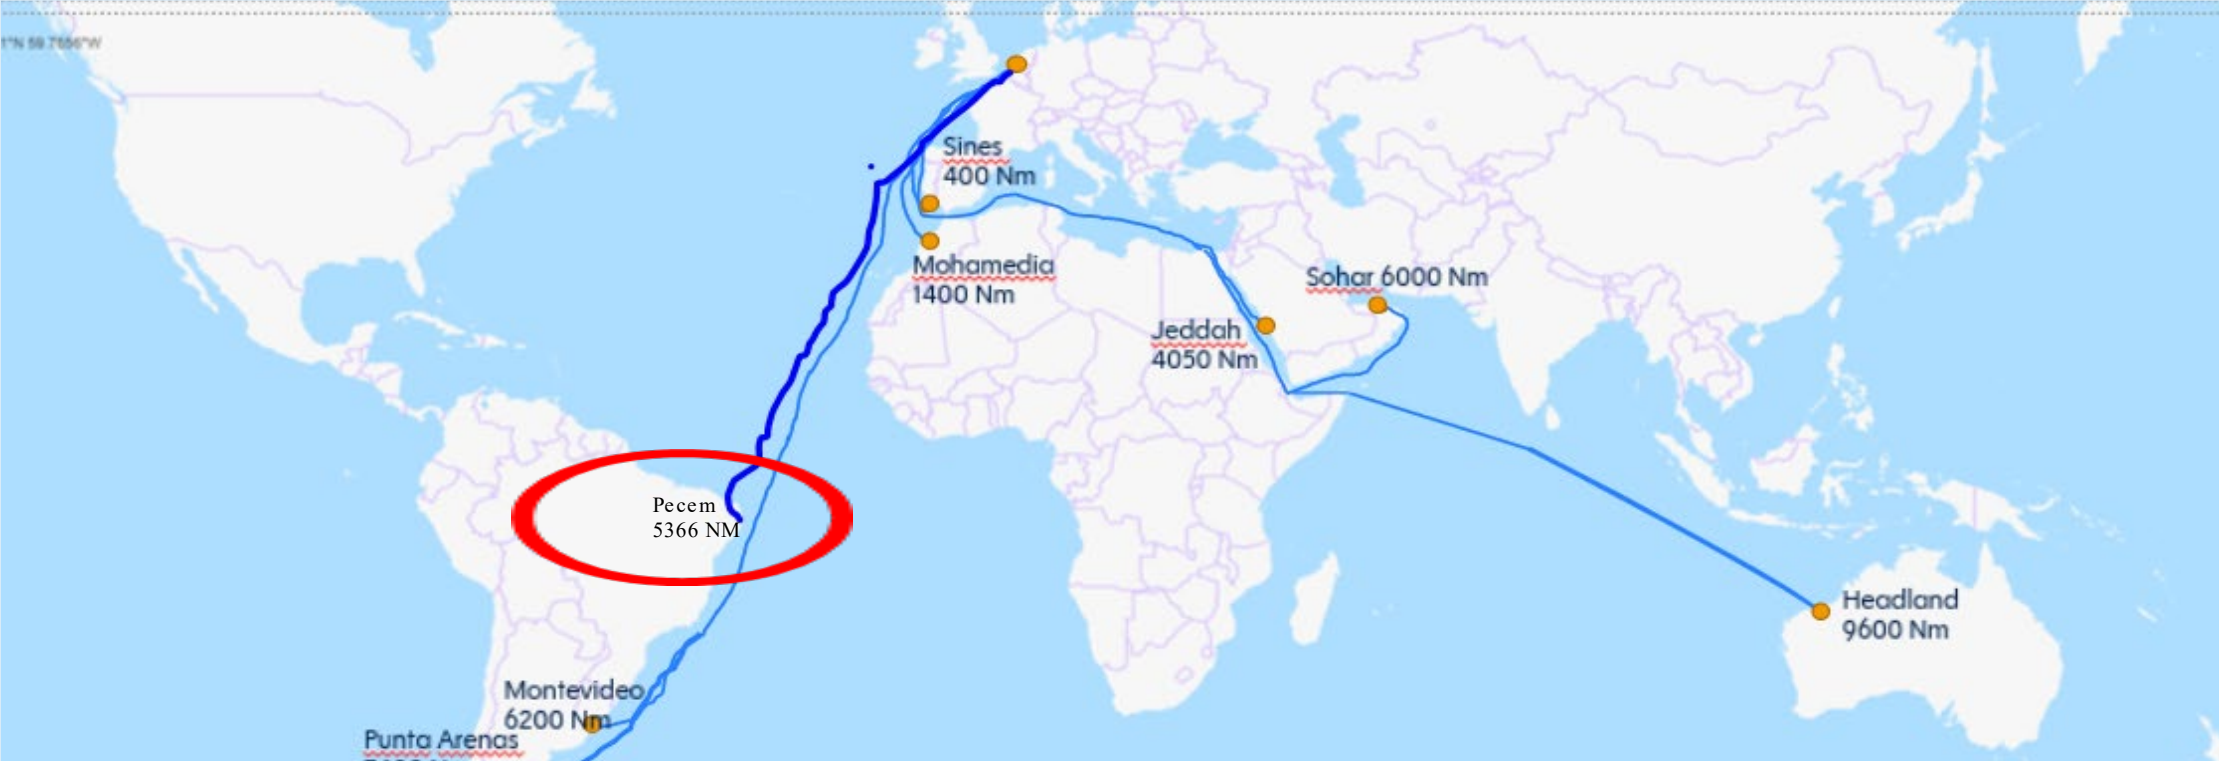 Sines
400 Nm
Mohamedia
1400 Nm
Sohar 6000 Nm
Jeddah
4050 Nm
Pecem
5366 NM
Headland
9600 Nm
Montevideo
6200 Nm
Punta Arenas